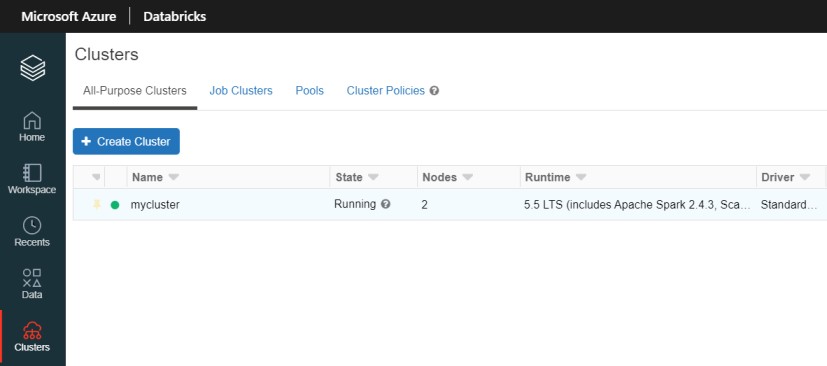 Microsoft Azure Databricks
Clusters
All-Purpose Clusters Job Clusters Pools Cluster Policies ?
Home
+ Create Cluster
Name State Nodes Runtime Driver
Workspace
mycluster Running ? 2 5.5 LTS (includes Apache Spark 2.4.3, Sca... Standard...
Recents
Data
Clusters